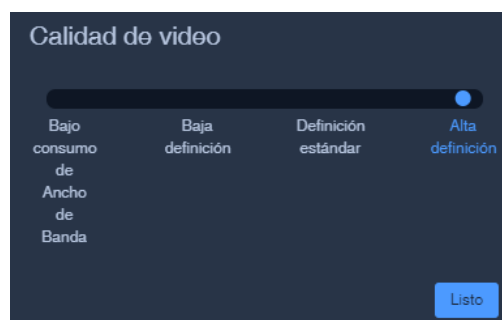 Calidad de video
Bajo
consumo
de
Ancho
de
Banda
Baja
definición
Definición
estándar
Alta
definición
Listo